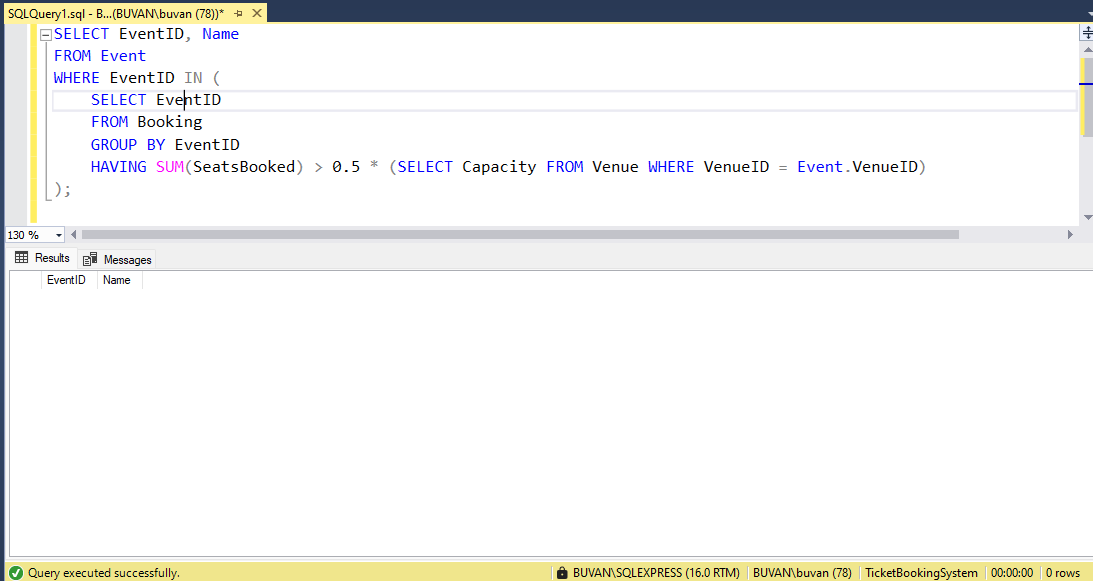 SQLQuery1.sql - B...(BUVAN\buvan (78))*
SELECT EventID, Name
FROM Event
WHERE EventID IN (
SELECT EventID
FROM Booking
GROUP BY EventID
HAVING SUM(SeatsBooked) > 0.5 * (SELECT Capacity FROM Venue WHERE VenueID = Event.VenueID)
);
130 %
Results Messages
EventID Name
Query executed successfully. BUVAN\SQLEXPRESS (16.0 RTM) BUVAN\buvan (78) TicketBookingSystem 00:00:00 0 rows